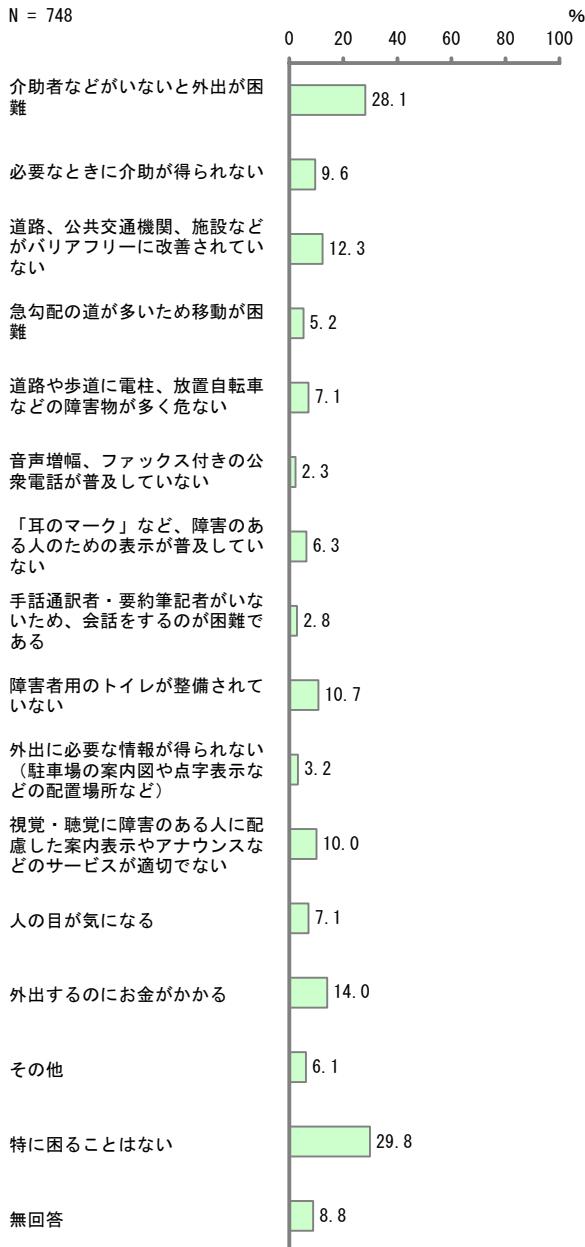 N = 748
%
0 20 40 60 80 100
介助者などがいないと外出が困
難
28.1
必要なときに介助が得られない
9.6
道路、公共交通機関、施設など
がバリアフリーに改善されてい
ない
12.3
急勾配の道が多いため移動が困
難
5.2
道路や歩道に電柱、放置自転車
などの障害物が多く危ない
7.1
音声増幅、ファックス付きの公
衆電話が普及していない
2.3
「耳のマーク」など、障害のあ
る人のための表示が普及してい
ない
6.3
手話通訳者・要約筆記者がいな
いため、会話をするのが困難で
ある
2.8
障害者用のトイレが整備されて
いない
10.7
外出に必要な情報が得られない
(駐車場の案内図や点字表示な
どの配置場所など)
3.2
視覚・聴覚に障害のある人に配
慮した案内表示やアナウンスな
どのサービスが適切でない
10.0
人の目が気になる
7.1
外出するのにお金がかかる
14.0
その他
6.1
特に困ることはない
29.8
無回答
8.8